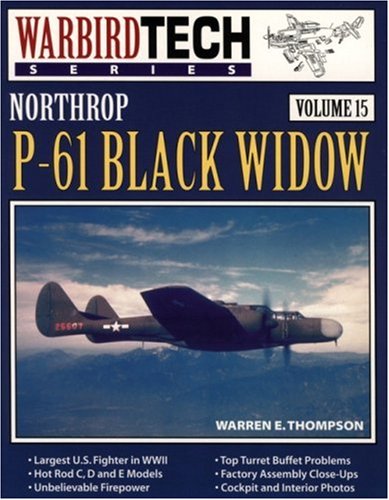 WARBIRDTECH
SERIES
NORTHROP
VOLUME 15
P-61 BLACK WIDOW
25507
WARREN E. THOMPSON
• Largest U.S. Fighter in WWII
• Hot Rod C, D and E Models
• Unbelievable Firepower
• Top Turret Buffet Problems
• Factory Assembly Close-Ups
• Cockpit and Interior Photos